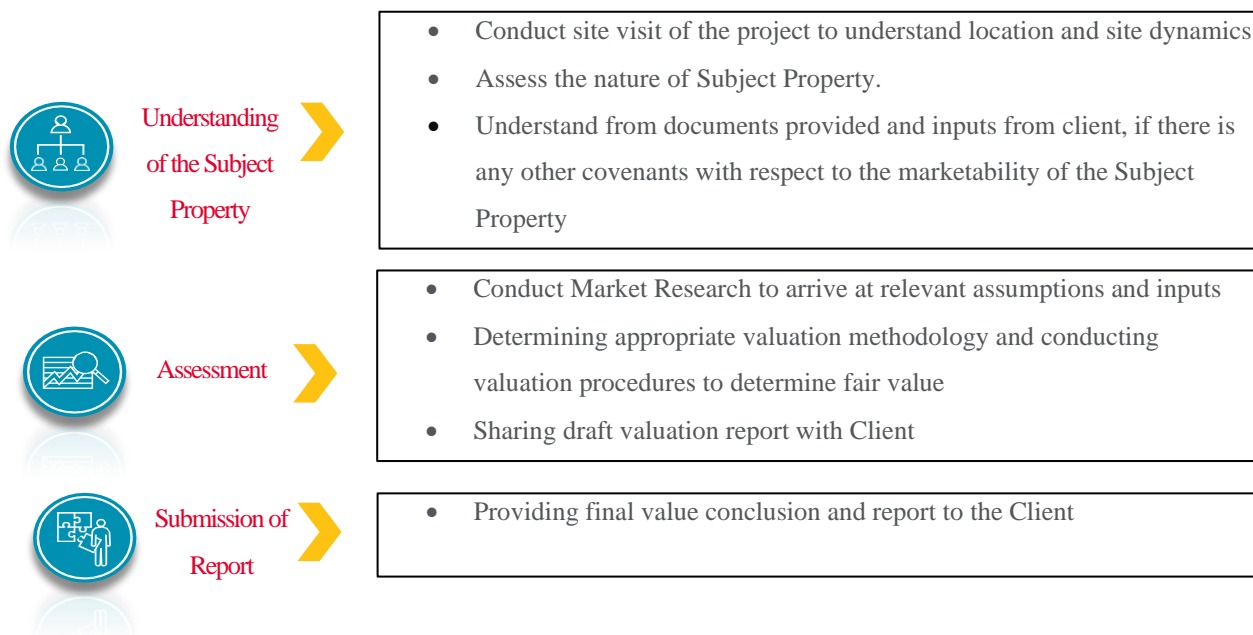 Understanding
of the Subject
Property
• Conduct site visit of the project to understand location and site dynamics
• Assess the nature of Subject Property.
• Understand from documents provided and inputs from client, if there is
any other covenants with respect to the marketability of the Subject
Property
Assessment
• Conduct Market Research to arrive at relevant assumptions and inputs
• Determining appropriate valuation methodology and conducting
valuation procedures to determine fair value
• Sharing draft valuation report with Client
Submission of
Report
• Providing final value conclusion and report to the Client